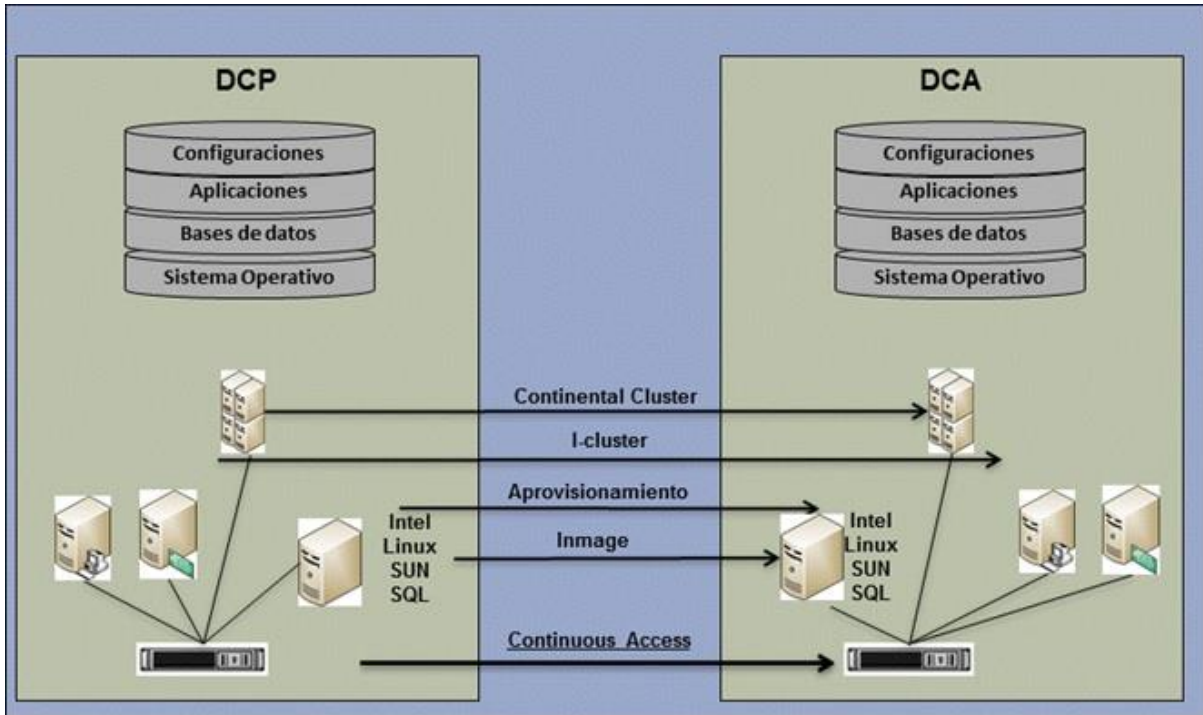 DCP
Configuraciones
Aplicaciones
Bases de datos
Sistema Operativo
DCA
Configuraciones
Aplicaciones
Bases de datos
Sistema Operativo
Continental Cluster
I-cluster
Aprovisionamiento
Inmage
Intel
Linux
SUN
SQL
Intel
Linux
SUN
SQL
Continuous Access